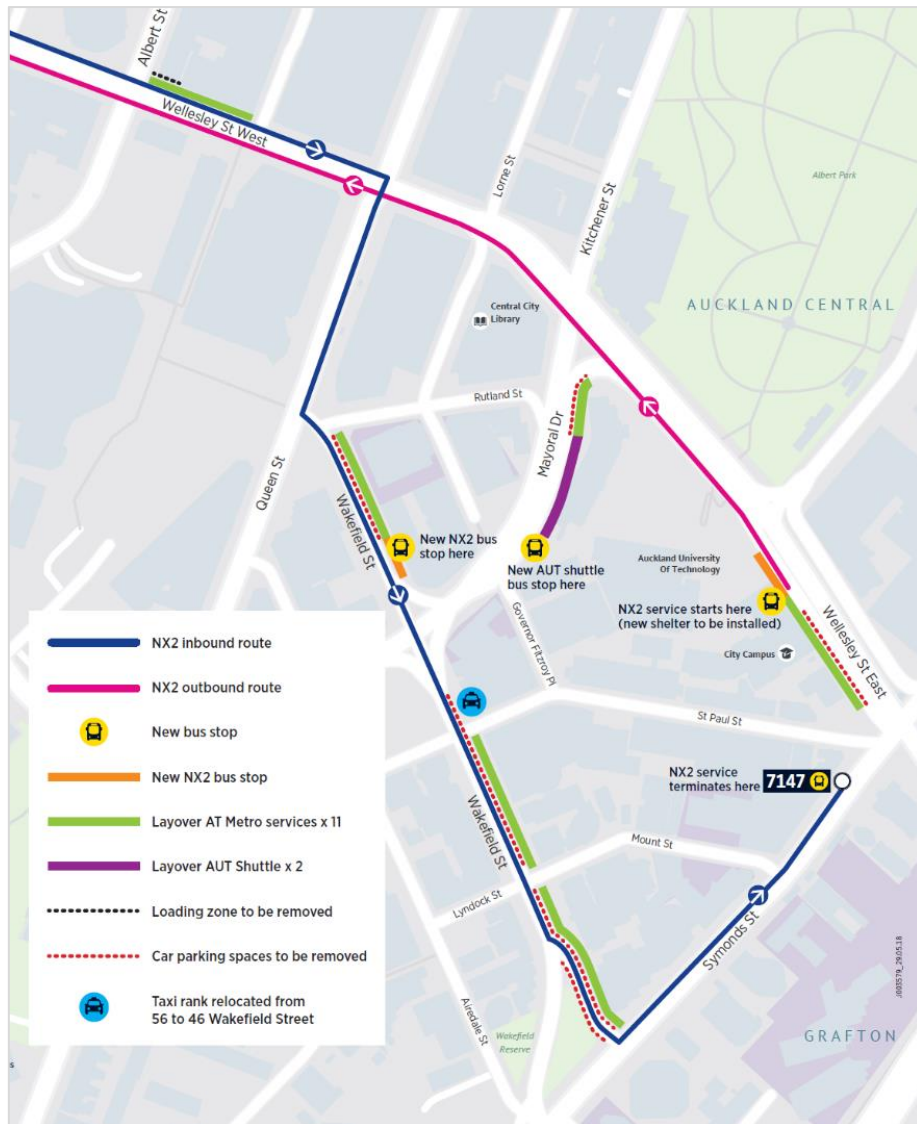 Albert St
Wellesley St West
Lorne St
Kitchener St
Albert Park
AUCKLAND CENTRAL
Central City
Library
Rutland St
Mayoral Dr
Queen St
Wakefield St
New NX2 bus
stop here
New AUT shuttle
bus stop here
Auckland University
Of Technology
NX2 service starts here
(new shelter to be installed)
City Campus
Wellesley St East
Governor Fitzroy Pl
St Paul St
NX2 service
terminates here
7147
Wakefield St
Mount St
Lyndock St
Symonds St
Airedale St
Wakefield
Reserve
GRAFTON
NX2 inbound route
NX2 outbound route
New bus stop
New NX2 bus stop
Layover AT Metro services x 11
Layover AUT Shuttle x 2
Loading zone to be removed
Car parking spaces to be removed
Taxi rank relocated from
56 to 46 Wakefield Street
s